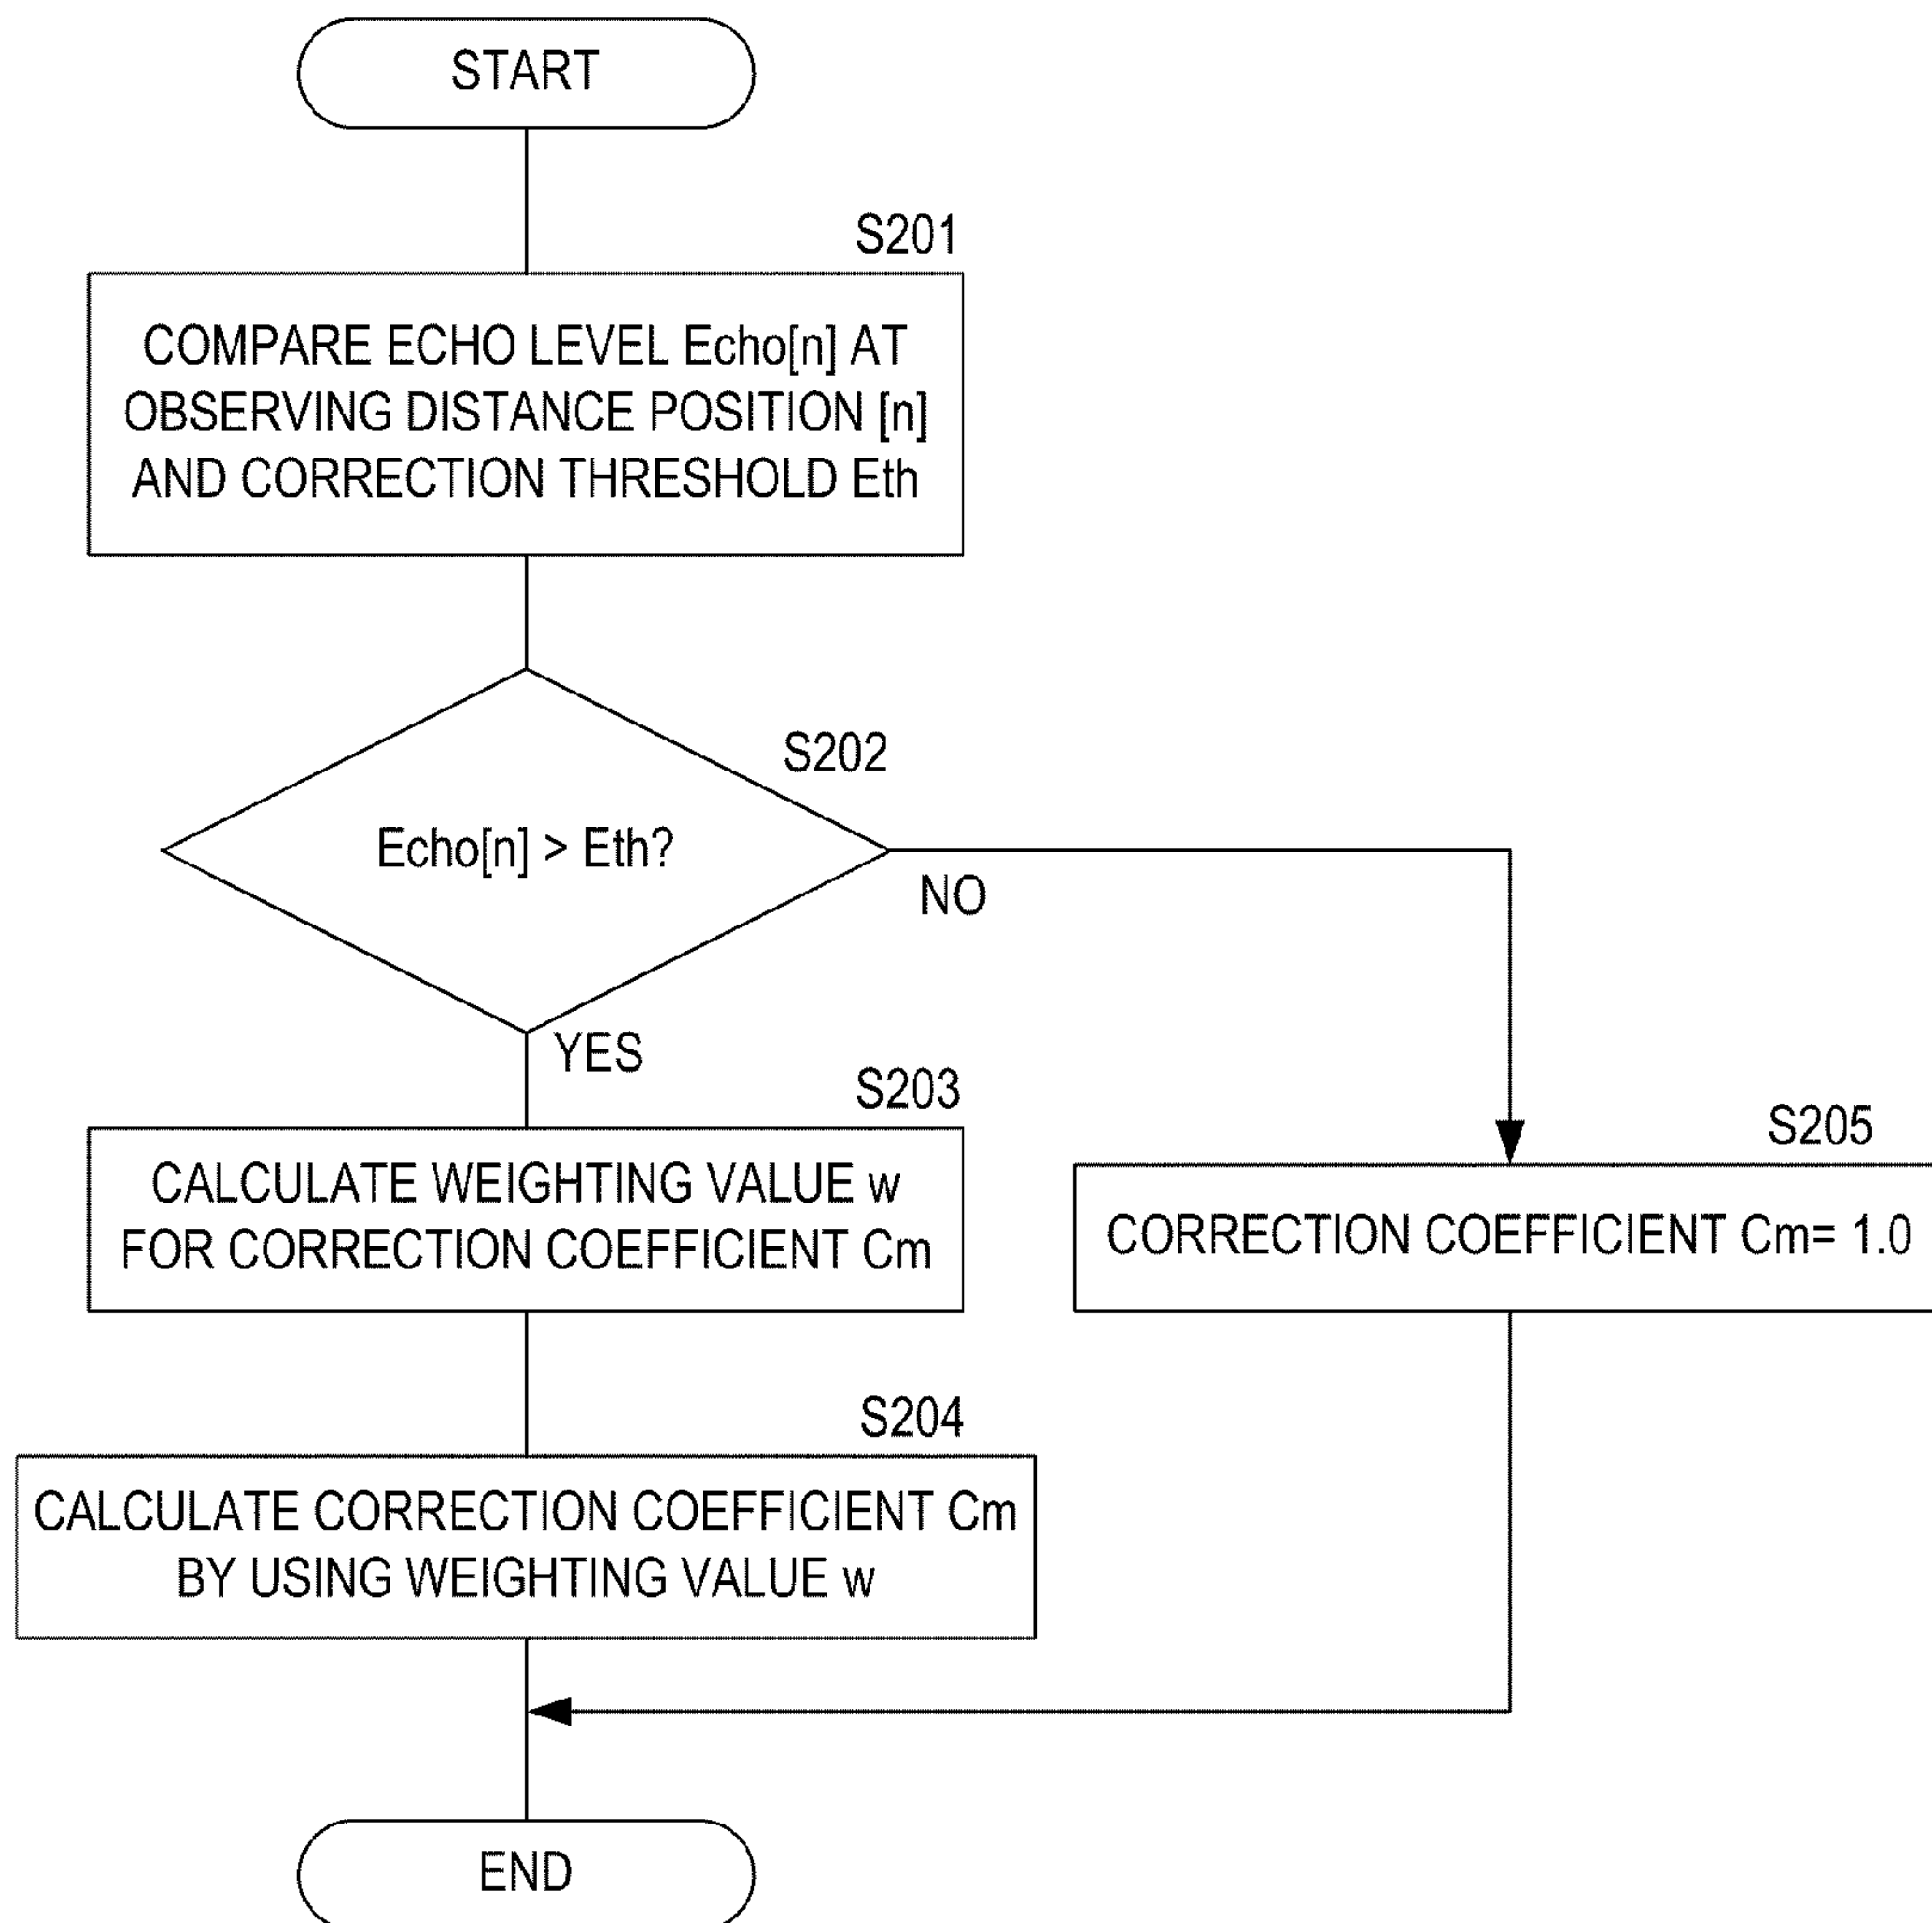 START
S201
COMPARE ECHO LEVEL Echo[n] AT
OBSERVING DISTANCE POSITION [n]
AND CORRECTION THRESHOLD Eth
S202
Echo[n] > Eth?
NO
YES
S203
CALCULATE WEIGHTING VALUE w
FOR CORRECTION COEFFICIENT Cm
S205
CORRECTION COEFFICIENT Cm= 1.0
S204
CALCULATE CORRECTION COEFFICIENT Cm
BY USING WEIGHTING VALUE w
END